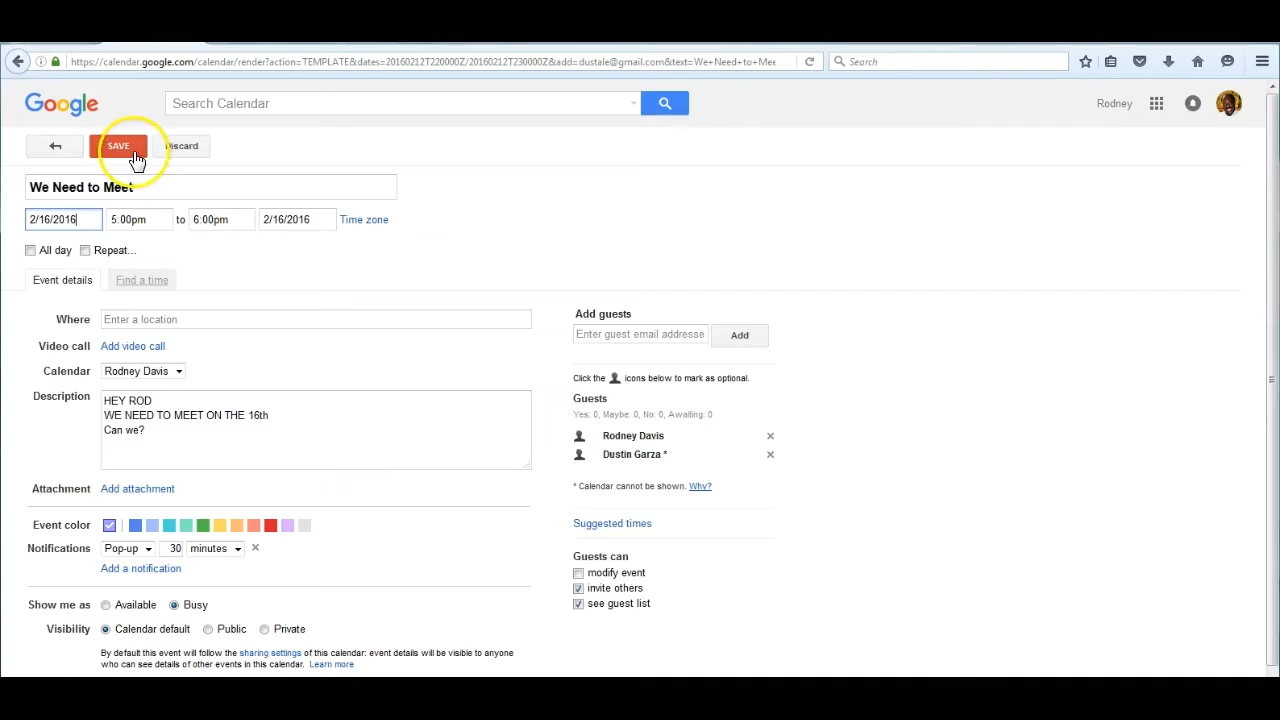 https://calendar.google.com/calendar/render?action=TEMPLATE&dates=20160212T220000Z/20160212T230000Z&add=dustale@gmail.com&text=We+Need+to+Mee
Search
Google
Search Calendar
Rodney
SAVE
Discard
We Need to Meet
2/16/2016 5:00pm to 6:00pm 2/16/2016 Time zone
All day Repeat...
Event details Find a time
Where Enter a location
Video call Add video call
Calendar Rodney Davis
Description HEY ROD
WE NEED TO MEET ON THE 16th
Can we?
Attachment Add attachment
Event color
Notifications Pop-up 30 minutes
Add a notification
Show me as Available Busy
Visibility Calendar default Public Private
By default this event will follow the sharing settings of this calendar: event details will be visible to anyone
who can see details of other events in this calendar. Learn more
Add guests
Enter guest email addresse Add
Click the icons below to mark as optional.
Guests
Yes: 0, Maybe: 0, No: 0, Awaiting: 0
Rodney Davis
Dustin Garza *
* Calendar cannot be shown. Why?
Suggested times
Guests can
modify event
invite others
see guest list